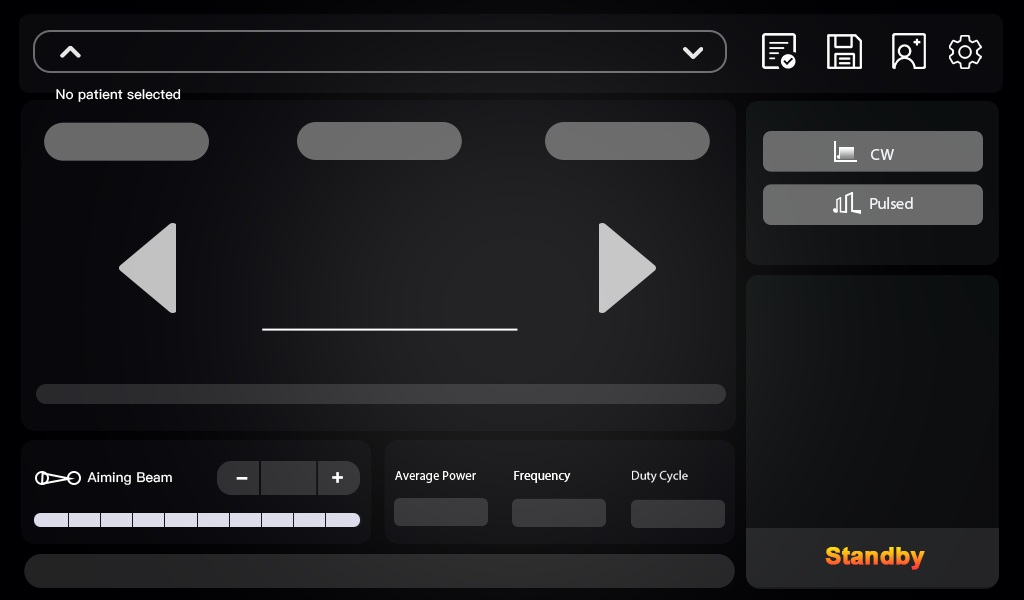 No patient selected
CW
Pulsed
Aiming Beam
− +
Average Power
Frequency
Duty Cycle
Standby